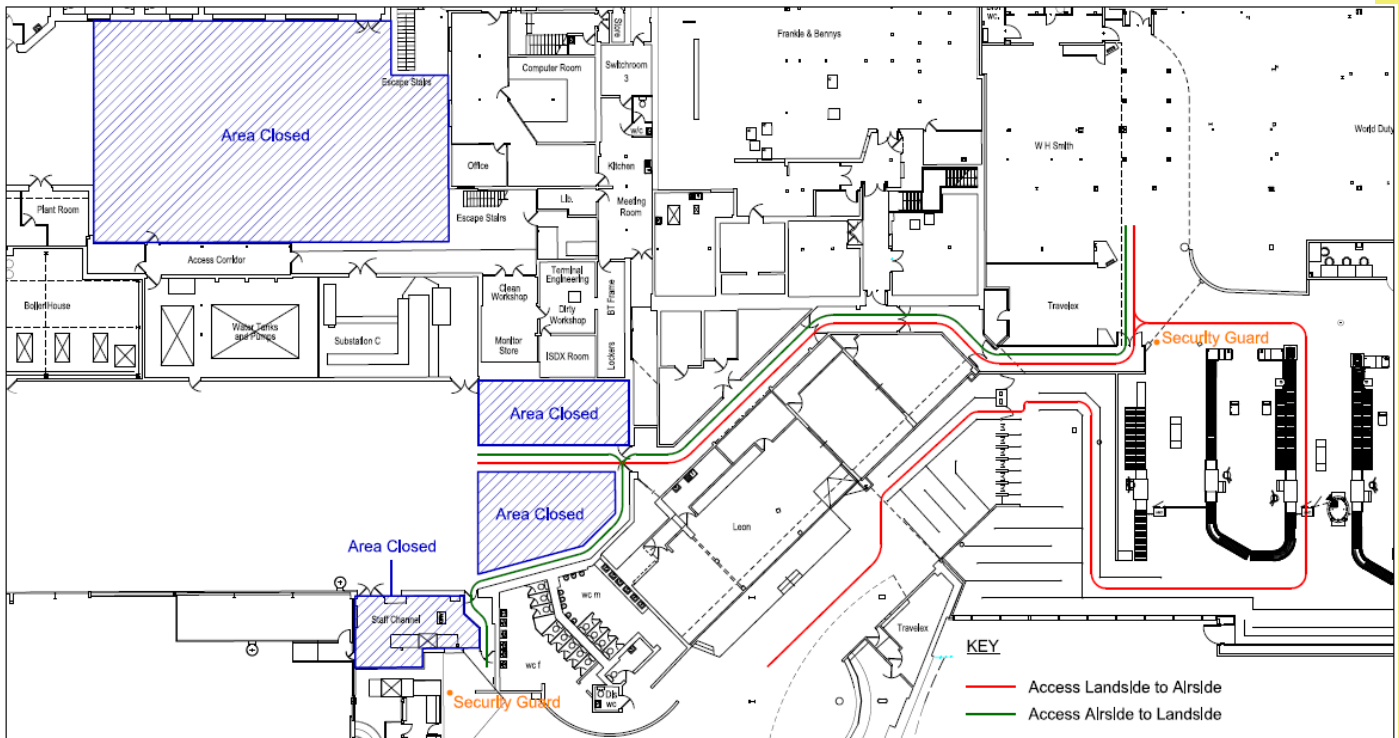 Store
Frankie & Bennys
wc.
Switchroom
3
Computer Room
Escape Stairs
Area Closed
World Duty
w/c
W H Smith
Office
Kitchen
Lib.
Meeting
Room
Plant Room
Escape Stairs
Access Corridor
Terminal
Engineering
Clean
Workshop
BT Frame
Boiler House
Dirty
Workshop
Travelex
Water Tanks
and Pumps
Substation C
Monitor
Store
ISDX Room
Lockers
Security Guard
Area Closed
Area Closed
Leon
Area Closed
wc m
Staff Channel
Travelex
wc f
KEY
Access Landside to Airside
Dis
wc
Security Guard
Access Airside to Landside